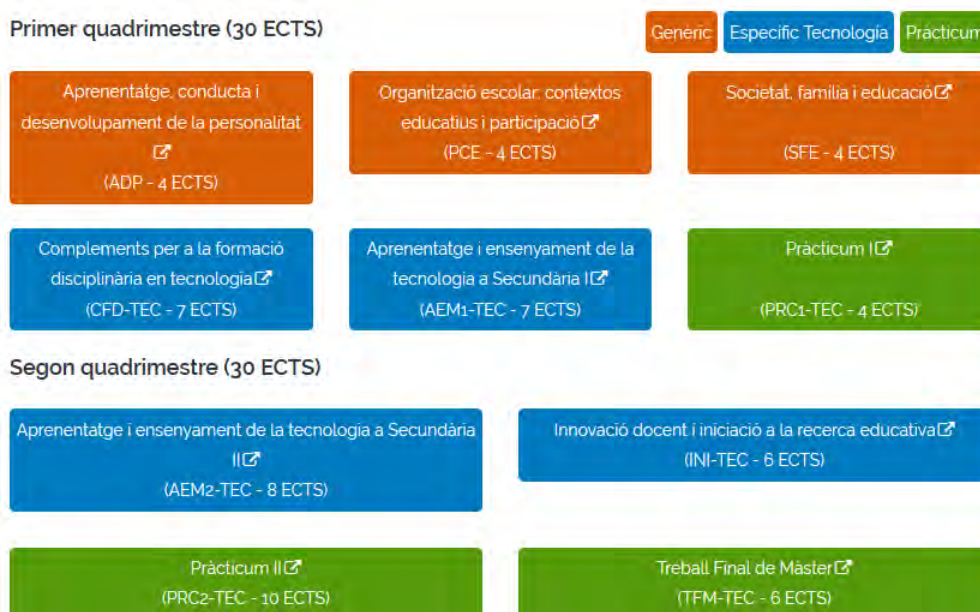 Primer quadrimestre (30 ECTS)
Genèric
Específic Tecnologia
Pràcticum
Aprenentatge, conducta i
desenvolupament de la personalitat
(ADP - 4 ECTS)
Organització escolar: contextos
educatius i participació
(PCE - 4 ECTS)
Societat, família i educació
(SFE - 4 ECTS)
Complements per a la formació
disciplinària en tecnologia
(CFD-TEC - 7 ECTS)
Aprenentatge i ensenyament de la
tecnologia a Secundària I
(AEM1-TEC - 7 ECTS)
Pràcticum I
(PRC1-TEC - 4 ECTS)
Segon quadrimestre (30 ECTS)
Aprenentatge i ensenyament de la tecnologia a Secundària
II
(AEM2-TEC - 8 ECTS)
Innovació docent i iniciació a la recerca educativa
(INI-TEC - 6 ECTS)
Pràcticum II
(PRC2-TEC - 10 ECTS)
Treball Final de Màster
(TFM-TEC - 6 ECTS)